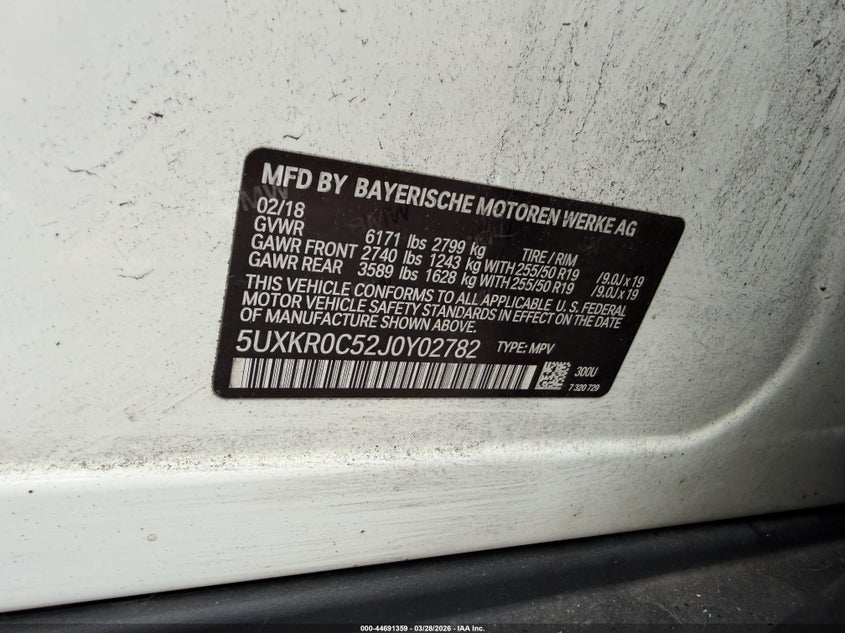 MFD BY BAYERISCHE MOTOREN WERKE AG
02/18
GVWR 6171 lbs 2799 kg TIRE / RIM
GAWR FRONT 2740 lbs 1243 kg WITH 255/50 R19 /9.0J x 19
GAWR REAR 3589 lbs 1628 kg WITH 255/50 R19 /9.0J x 19
THIS VEHICLE CONFORMS TO ALL APPLICABLE U. S. FEDERAL
MOTOR VEHICLE SAFETY STANDARDS IN EFFECT ON THE DATE
OF MANUFACTURE SHOWN ABOVE.
5UXKR0C52J0Y02782 TYPE: MPV
300U
7 320 729
000-44691359 | 03/28/2026 | IAA Inc.